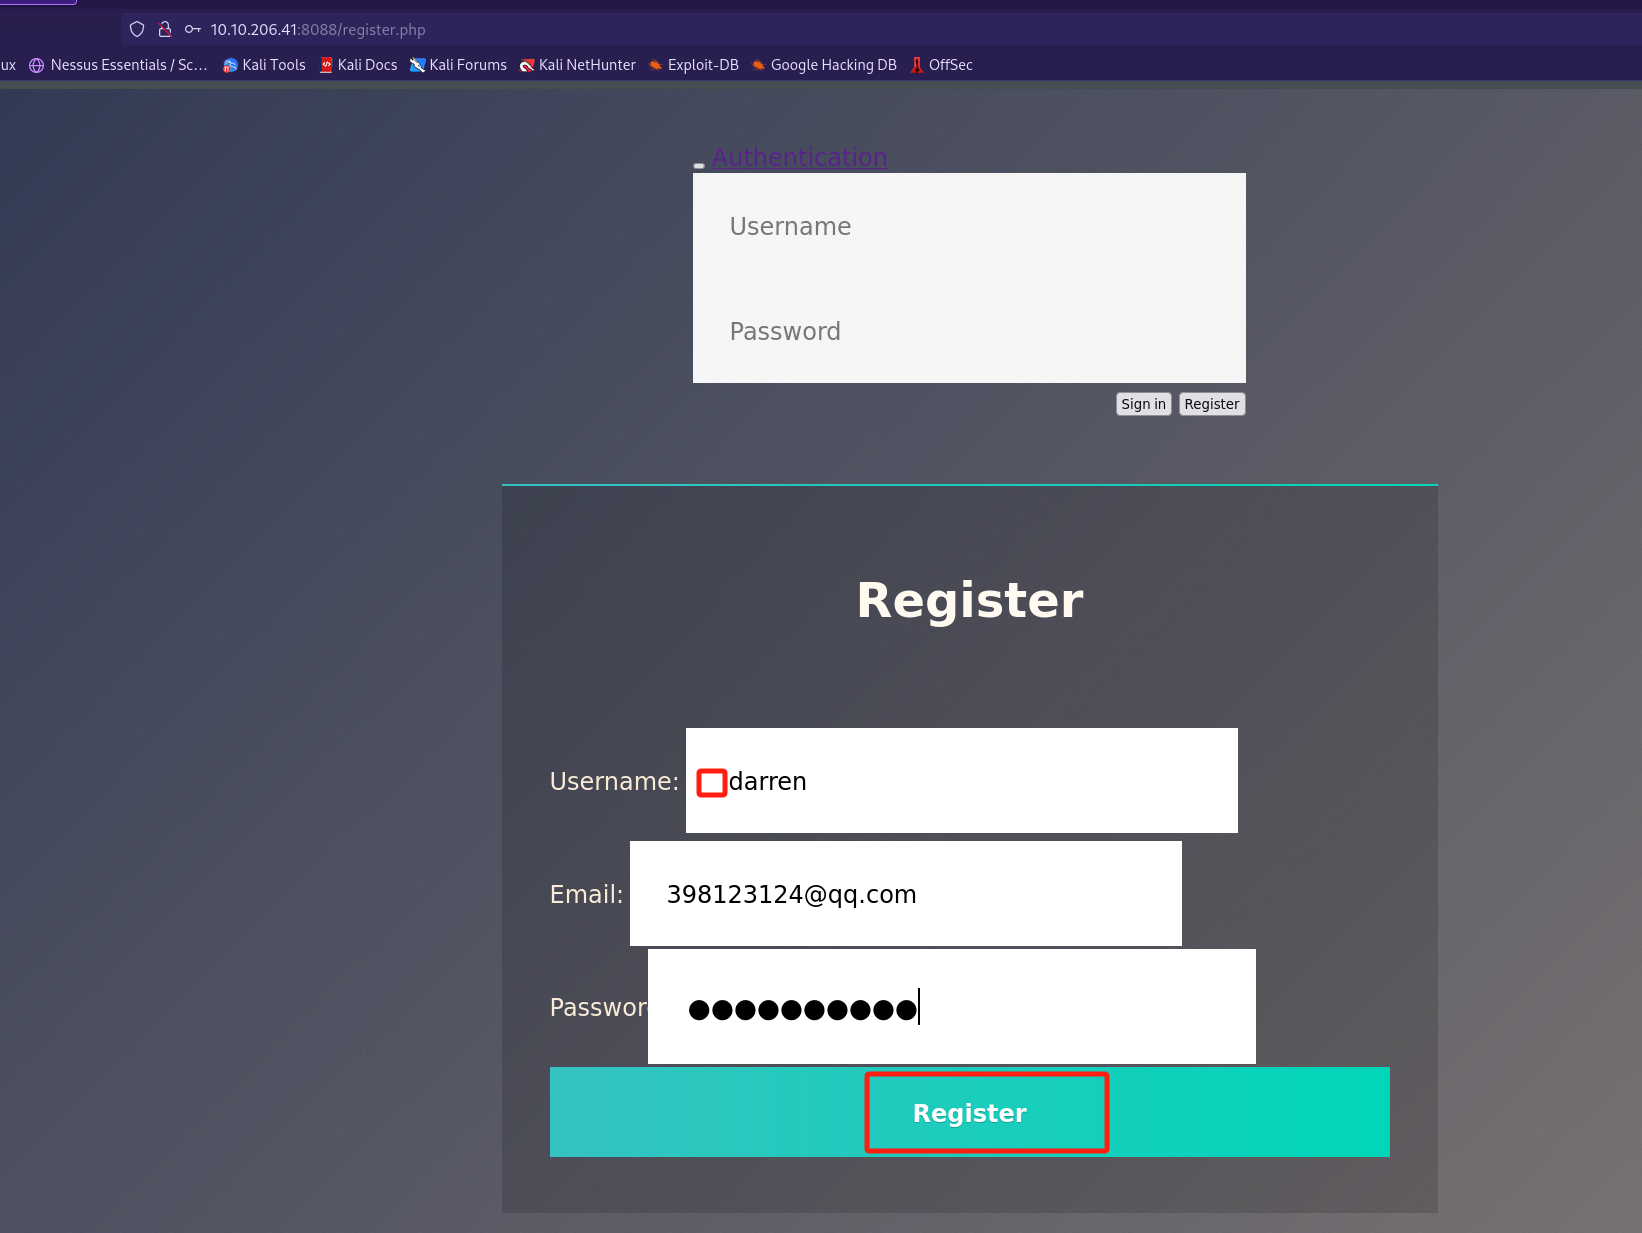 10.10.206.41:8088/register.php
ux Nessus Essentials / Sc... Kali Tools Kali Docs Kali Forums Kali NetHunter Exploit-DB Google Hacking DB OffSec
Authentication
Username
Password
Sign in Register
Register
Username: darren
Email: 398123124@qq.com
Passwor ●●●●●●●●●●
Register